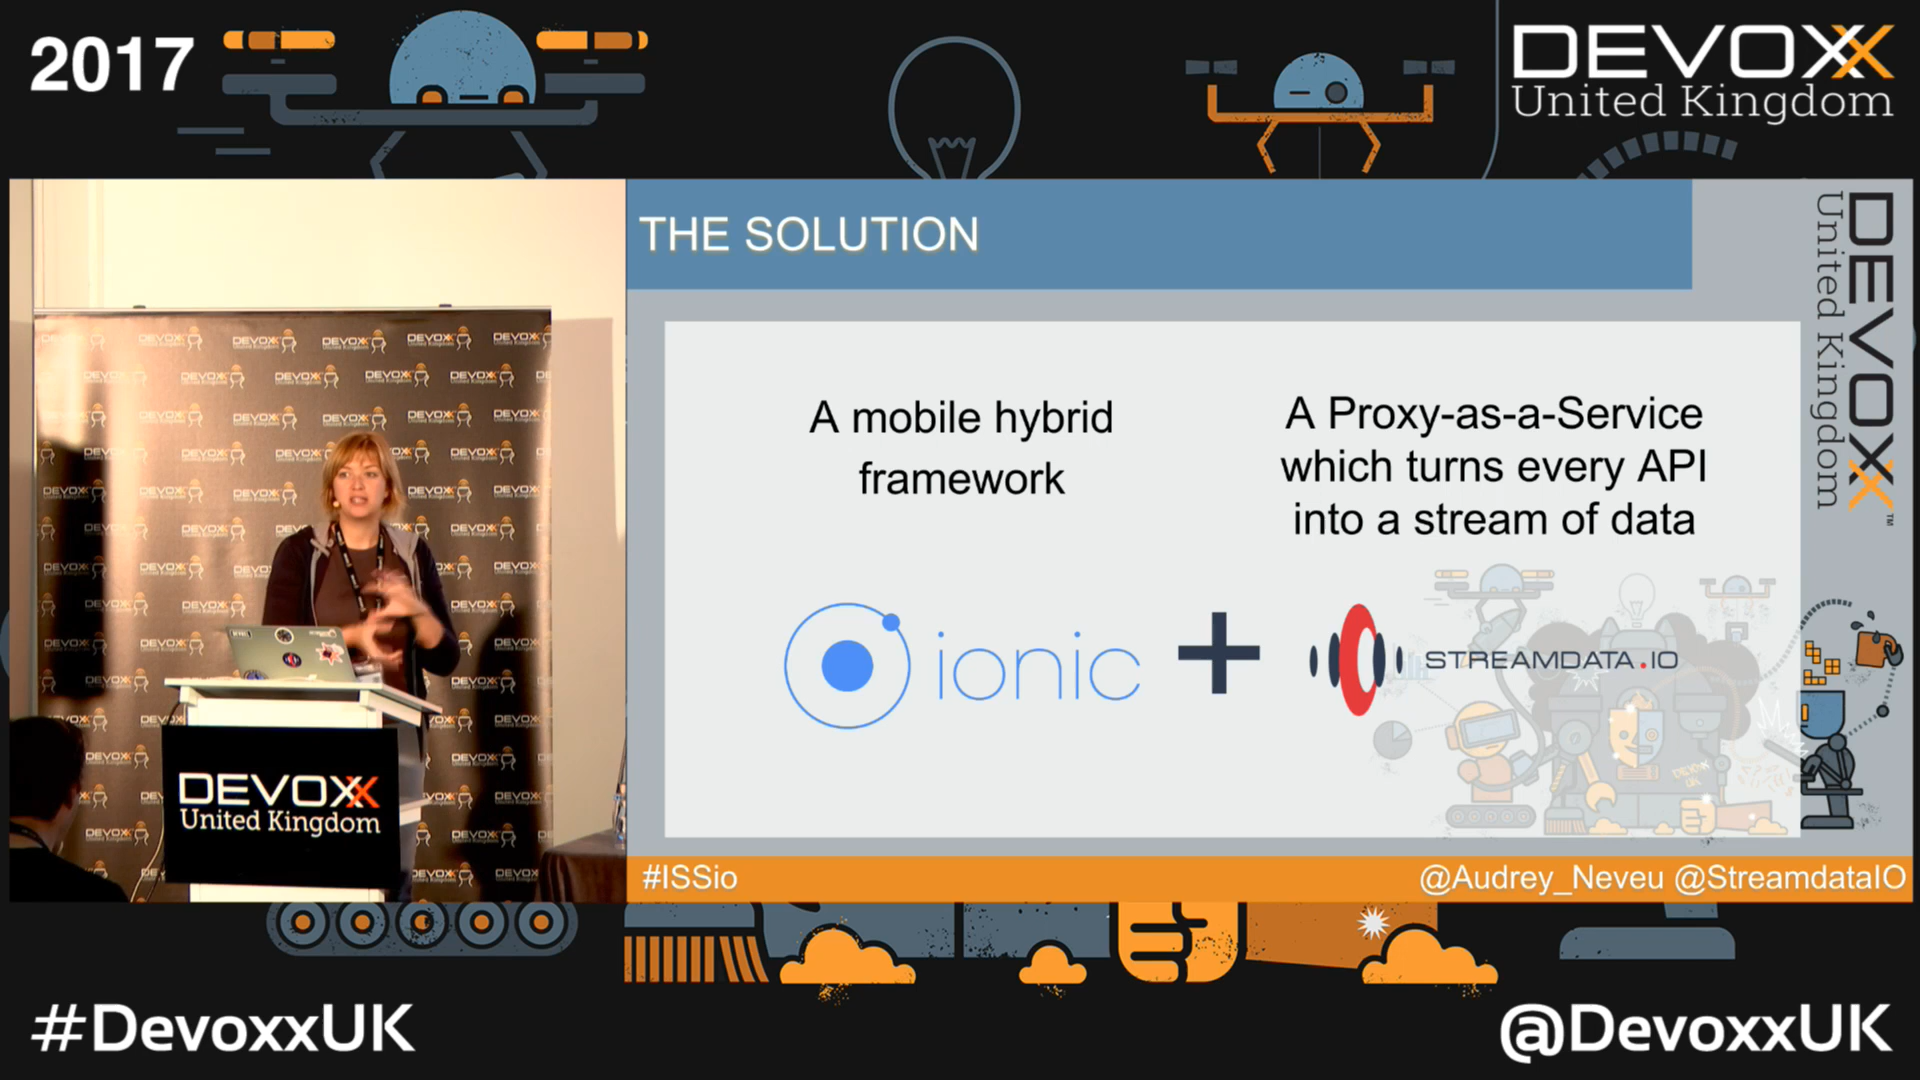 2017
DEVOXX
United Kingdom
THE SOLUTION
A mobile hybrid
framework
A Proxy-as-a-Service
which turns every API
into a stream of data
ionic
+
STREAMDATA.IO
DEVOXX™
United Kingdom
DEVOXX
United Kingdom
#ISSio
@Audrey_Neveu @StreamdataIO
#DevoxxUK
@DevoxxUK